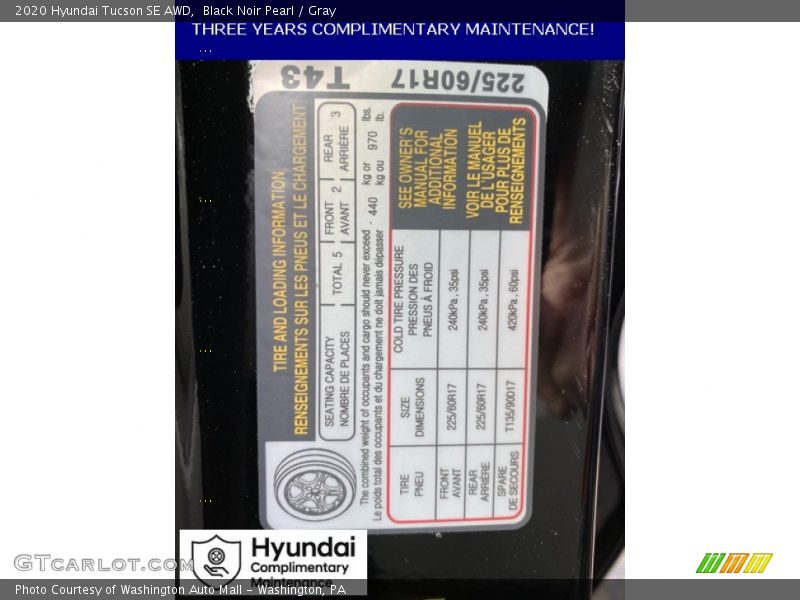 2020 Hyundai Tucson SE AWD, Black Noir Pearl / Gray
THREE YEARS COMPLIMENTARY MAINTENANCE!
225/60R17 T43
TIRE AND LOADING INFORMATION
RENSEIGNEMENTS SUR LES PNEUS ET LE CHARGEMENT
SEATING CAPACITY TOTAL 5 FRONT 2 REAR 3
NOMBRE DE PLACES AVANT ARRIÈRE
The combined weight of occupants and cargo should never exceed - 440 kg or 970 lbs.
Le poids total des occupants et du chargement ne doit jamais dépasser kg ou lb.
TIRE SIZE COLD TIRE PRESSURE
PNEU DIMENSIONS PRESSION DES
PNEUS À FROID
FRONT 225/60R17 240kPa , 35psi
AVANT
REAR 225/60R17 240kPa , 35psi
ARRIÈRE
SPARE T135/90D17 420kPa , 60psi
DE SECOURS
SEE OWNER'S
MANUAL FOR
ADDITIONAL
INFORMATION
VOIR LE MANUEL
DE L'USAGER
POUR PLUS DE
RENSEIGNEMENTS
Hyundai
Complimentary
Maintenance
GTcarlot.com
Photo Courtesy of Washington Auto Mall - Washington, PA